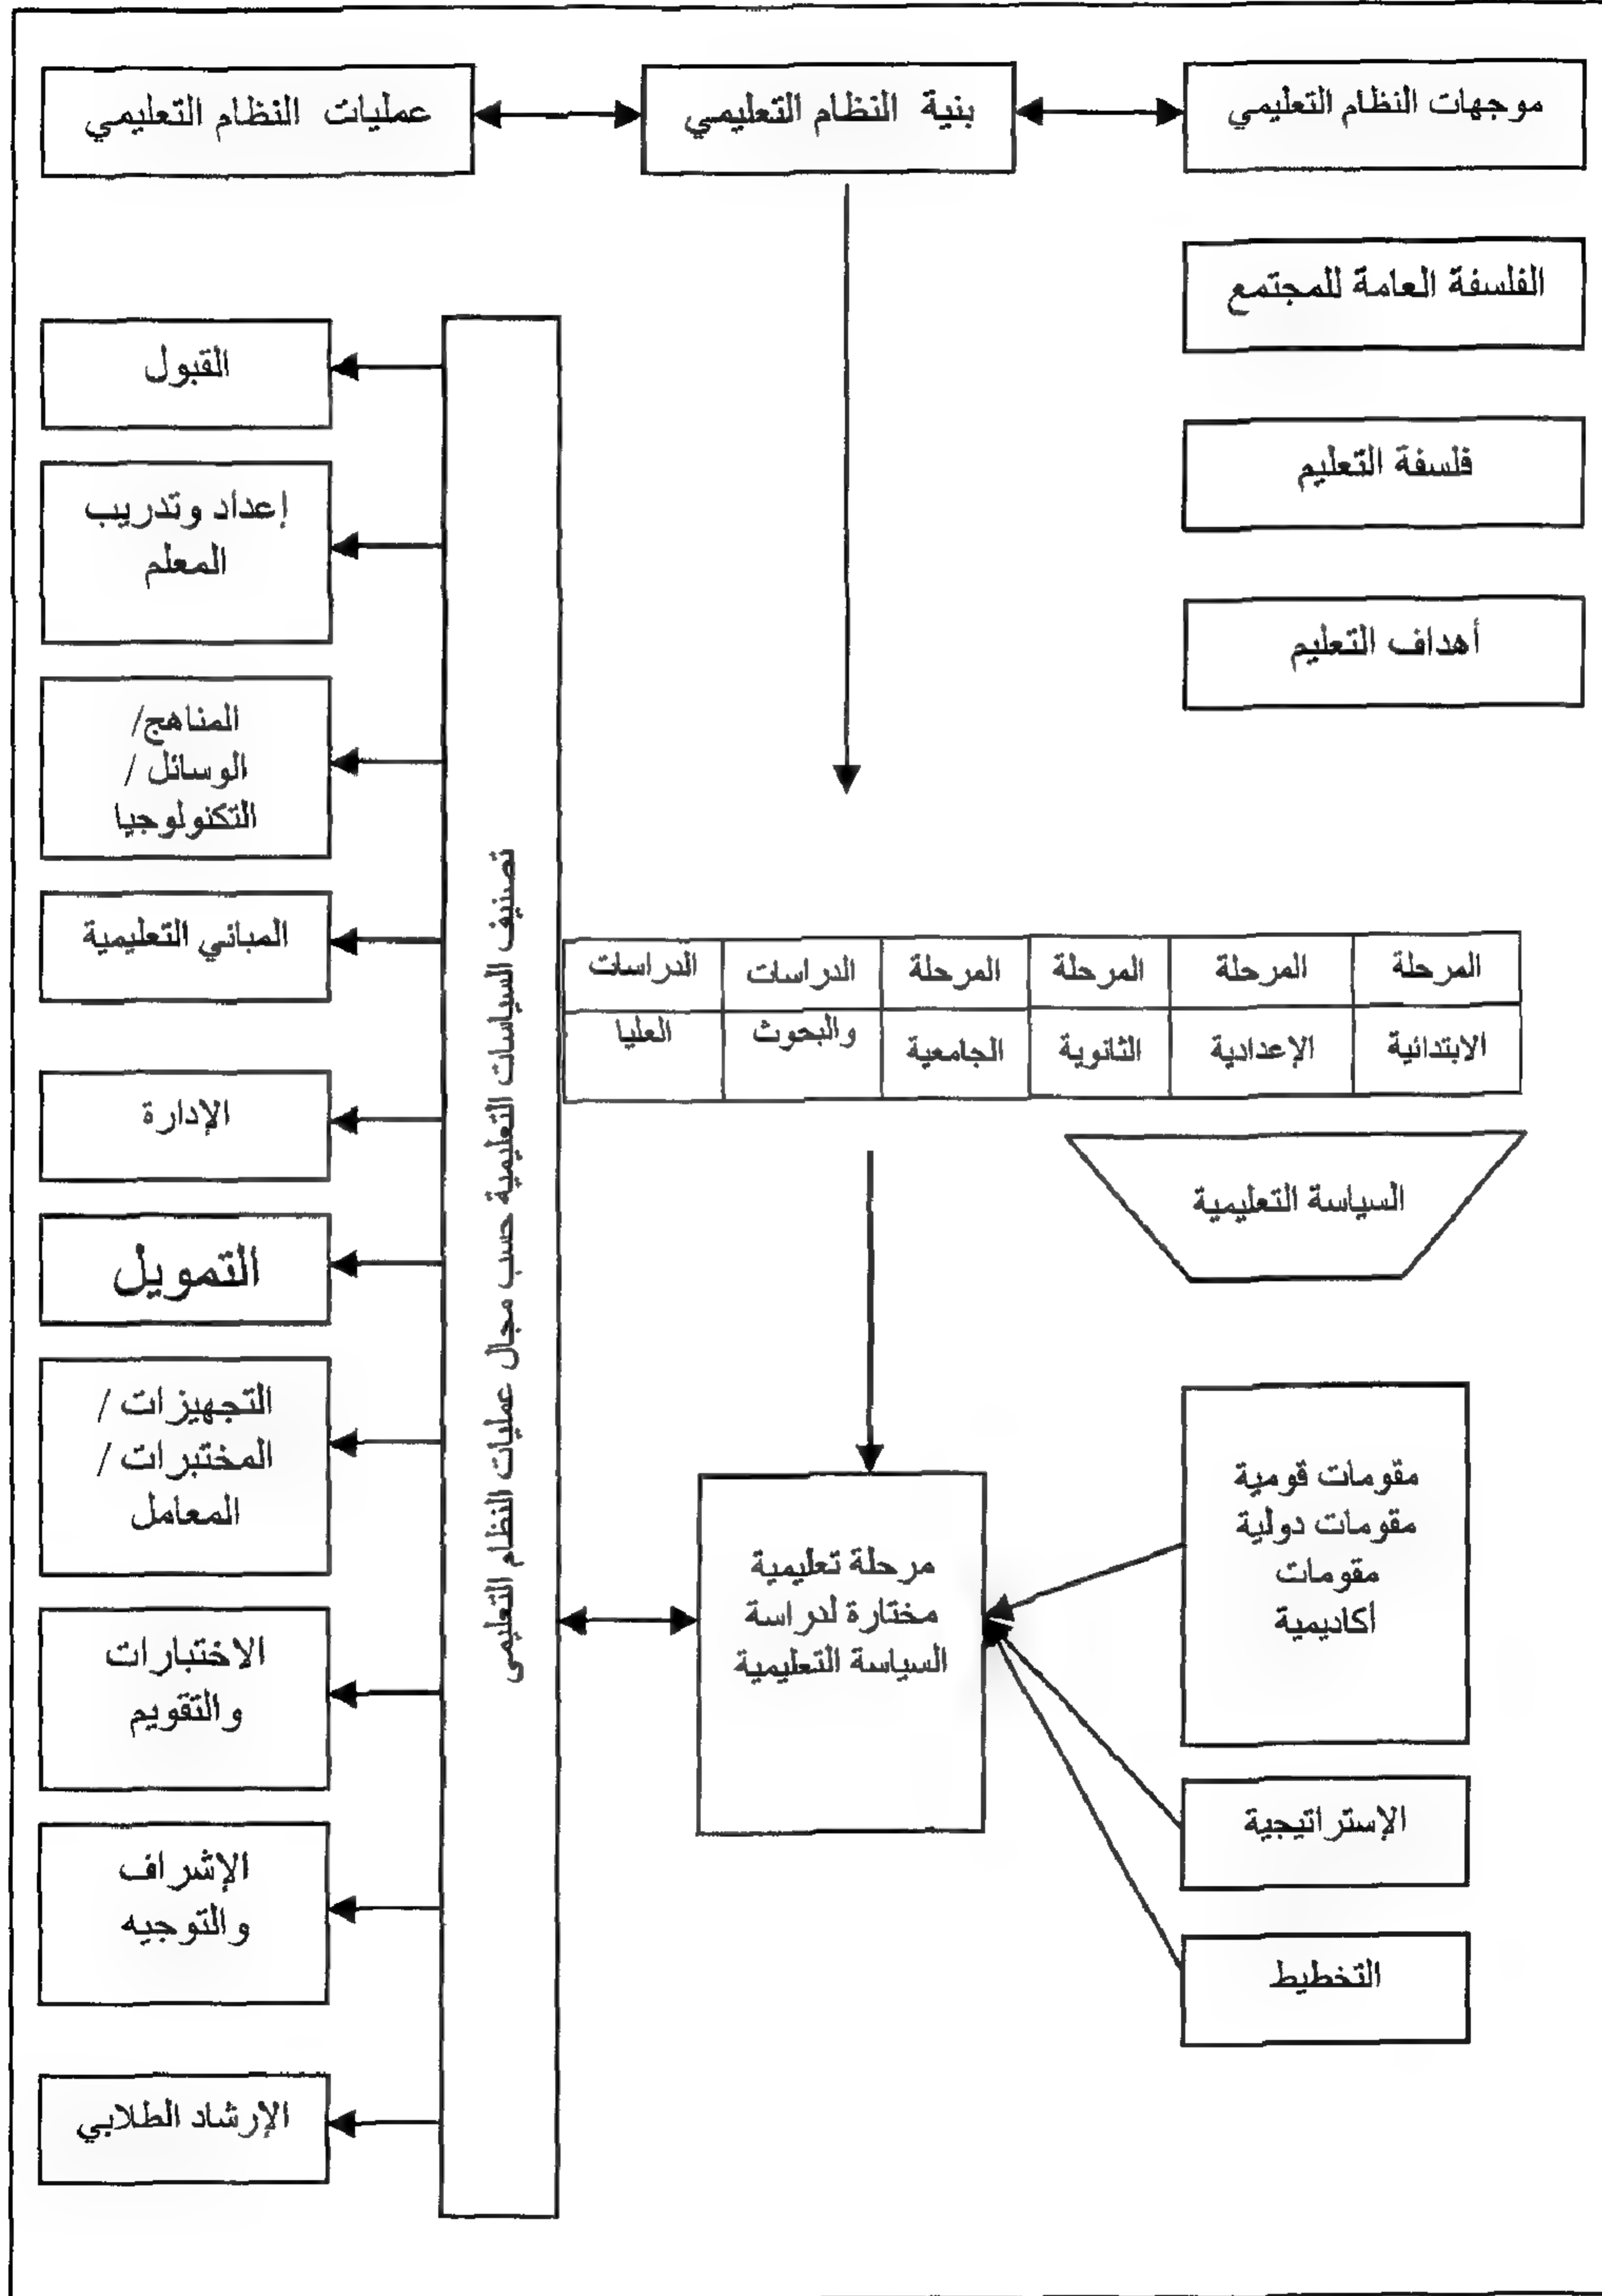 موجهات النظام التعليمي
بنية النظام التعليمي
عمليات النظام التعليمي
الفلسفة العامة للمجتمع
فلسفة التعليم
أهداف التعليم
المرحلة
المرحلة
المرحلة
المرحلة
الدراسات
الدراسات
الابتدائية
الإعدادية
الثانوية
الجامعية
والبحوث
العليا
السياسة التعليمية
مقومات قومية
مقومات دولية
مقومات
أكاديمية
الإستراتيجية
التخطيط
مرحلة تعليمية
مختارة لدراسة
السياسة التعليمية
تصنيف السياسات التعليمية حسب مجال عمليات النظام التعليمى
القبول
إعداد وتدريب
المعلم
المناهج/
الوسائل /
التكنولوجيا
المباني التعليمية
الإدارة
التمويل
التجهيزات /
المختبرات /
المعامل
الاختبارات
والتقويم
الإشراف
والتوجيه
الإرشاد الطلابي